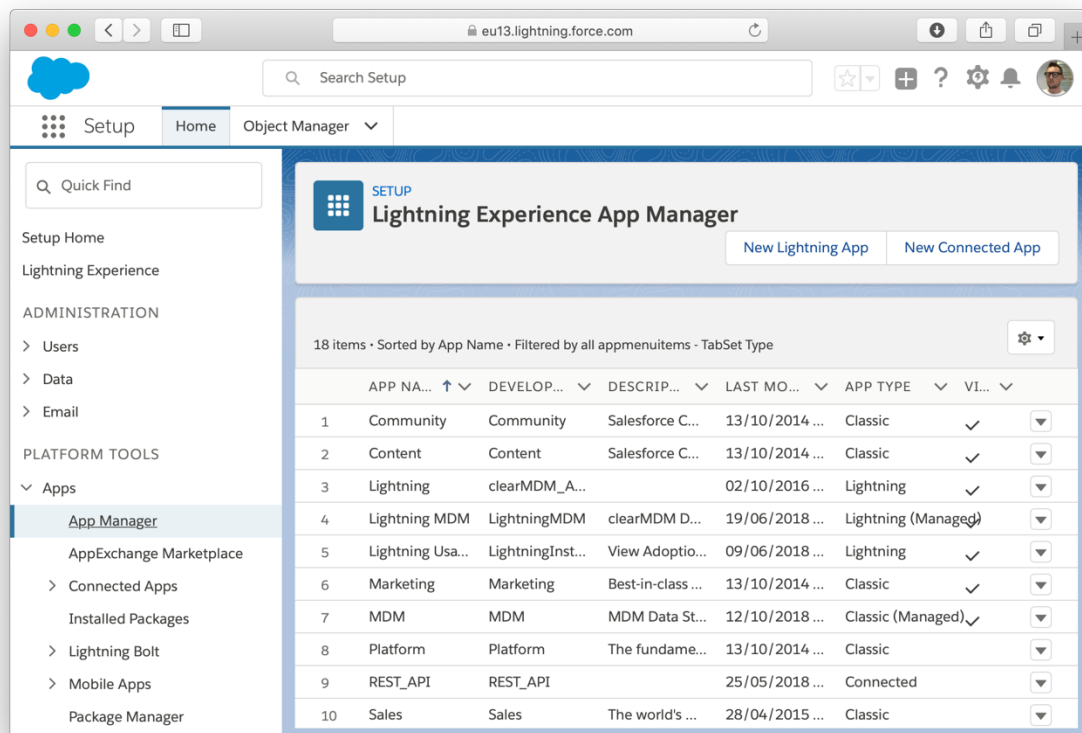 eu13.lightning.force.com
Search Setup
Setup Home Object Manager
Quick Find
Setup Home
Lightning Experience
ADMINISTRATION
Users
Data
Email
PLATFORM TOOLS
Apps
App Manager
AppExchange Marketplace
Connected Apps
Installed Packages
Lightning Bolt
Mobile Apps
Package Manager
SETUP
Lightning Experience App Manager
New Lightning App New Connected App
18 items • Sorted by App Name • Filtered by all appmenuitems - TabSet Type
APP NA... DEVELOP... DESCRIP... LAST MO... APP TYPE VI...
1 Community Community Salesforce C... 13/10/2014 ... Classic
2 Content Content Salesforce C... 13/10/2014 ... Classic
3 Lightning clearMDM_A... 02/10/2016 ... Lightning
4 Lightning MDM LightningMDM clearMDM D... 19/06/2018 ... Lightning (Managed)
5 Lightning Usa... LightningInst... View Adoptio... 09/06/2018 ... Lightning
6 Marketing Marketing Best-in-class ... 13/10/2014 ... Classic
7 MDM MDM MDM Data St... 12/10/2018 ... Classic (Managed)
8 Platform Platform The fundame... 13/10/2014 ... Classic
9 REST_API REST_API 25/05/2018 ... Connected
10 Sales Sales The world's ... 28/04/2015 ... Classic